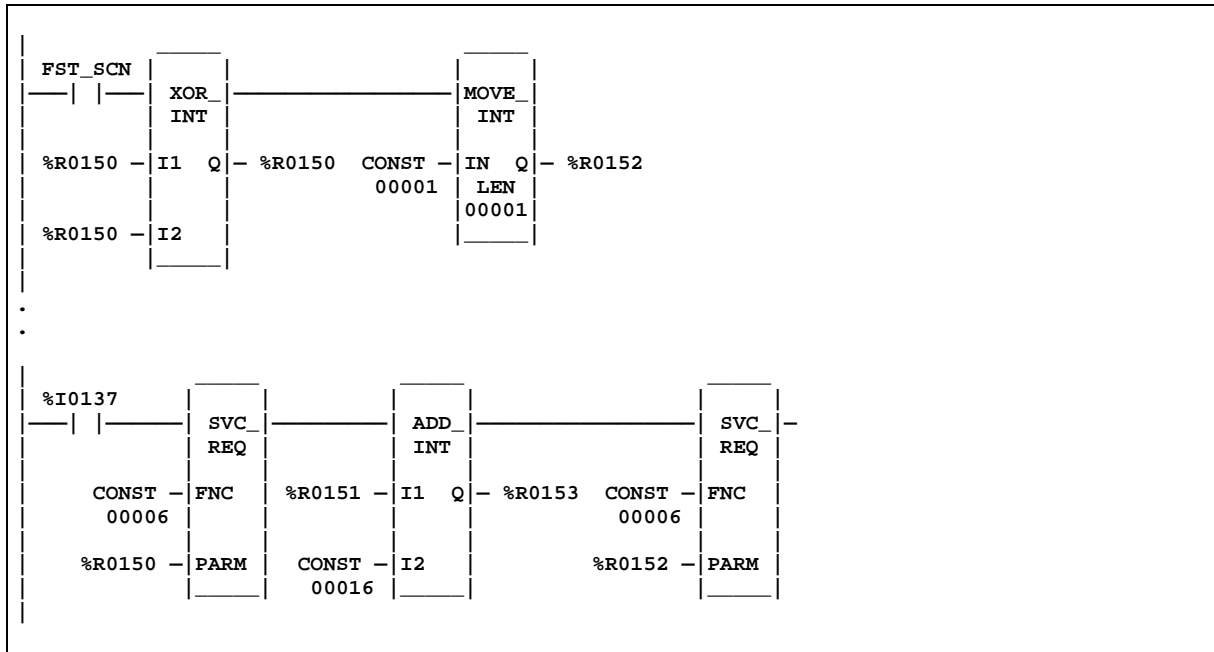 FST_SCN
XOR_ MOVE_
INT INT
%R0150 I1 Q %R0150 CONST IN Q %R0152
00001 LEN
00001
%R0150 I2
.
.
%I0137
SVC_ ADD_ SVC_
REQ INT REQ
CONST FNC %R0151 I1 Q %R0153 CONST FNC
00006 00006
%R0150 PARM CONST I2 %R0152 PARM
00016